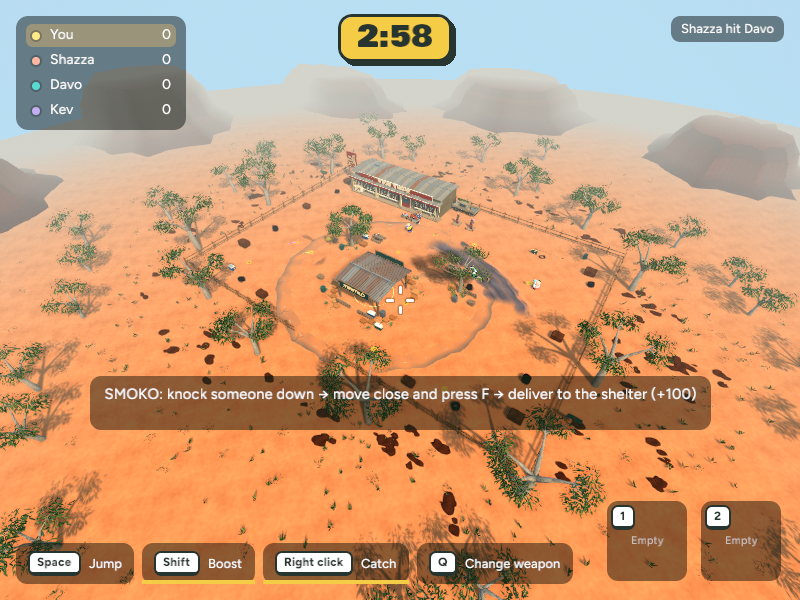 You 0
Shazza 0
Davo 0
Kev 0
2:58
Shazza hit Davo
SMOKO: knock someone down → move close and press F → deliver to the shelter (+100)
Space Jump
Shift Boost
Right click Catch
Q Change weapon
1 Empty
2 Empty